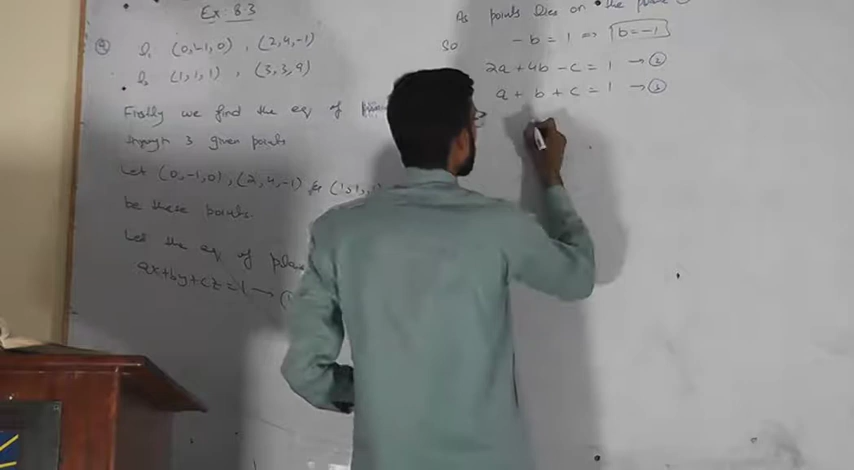 Ex: 8.3
Q S, (0,-1,0), (2,4,-1)
S, (1,1,1), (3,3,9)
Firstly we find the eq of
through 3 given points
Let (0,-1,0), (2,4,-1) & (1,1,
be these points.
Let the eq of plane
ax+by+cz=1 → (1
As points lies on the plane
So -b = 1 => b = -1
2a + 4b - c = 1 → 2
a + b + c = 1 → 3